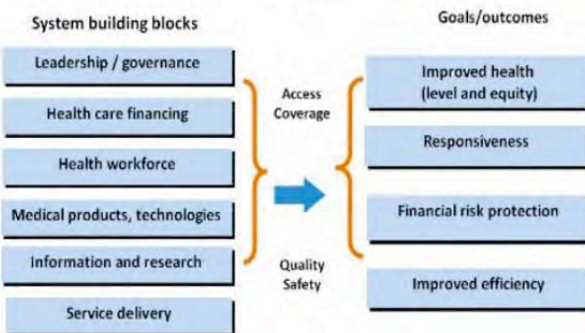 System building blocks
Leadership / governance
Health care financing
Health workforce
Medical products, technologies
Information and research
Service delivery
Access
Coverage
Quality
Safety
Goals/outcomes
Improved health
(level and equity)
Responsiveness
Financial risk protection
Improved efficiency